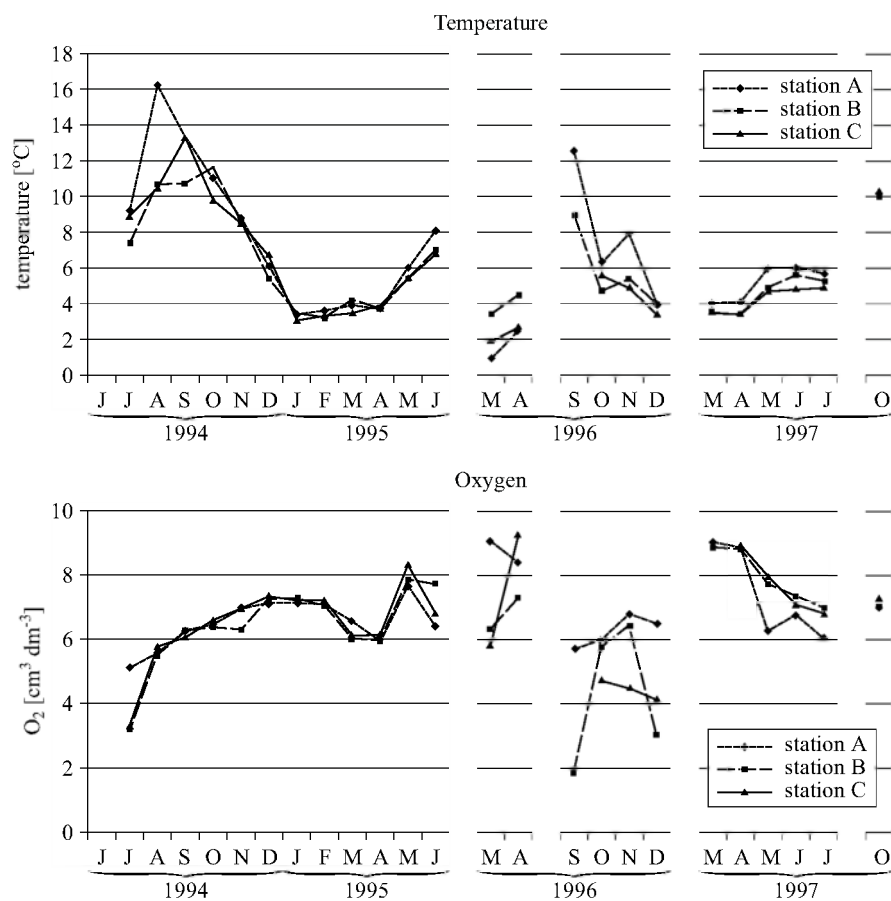 Temperature
18
16
14
12
10
8
6
4
2
0
temperature [°C]
station A
station B
station C
J J A S O N D J F M A M J M A S O N D M A M J J O
1994 1995 1996 1997
Oxygen
10
8
6
4
2
0
O₂ [cm³ dm⁻³]
station A
station B
station C
J J A S O N D J F M A M J M A S O N D M A M J J O
1994 1995 1996 1997